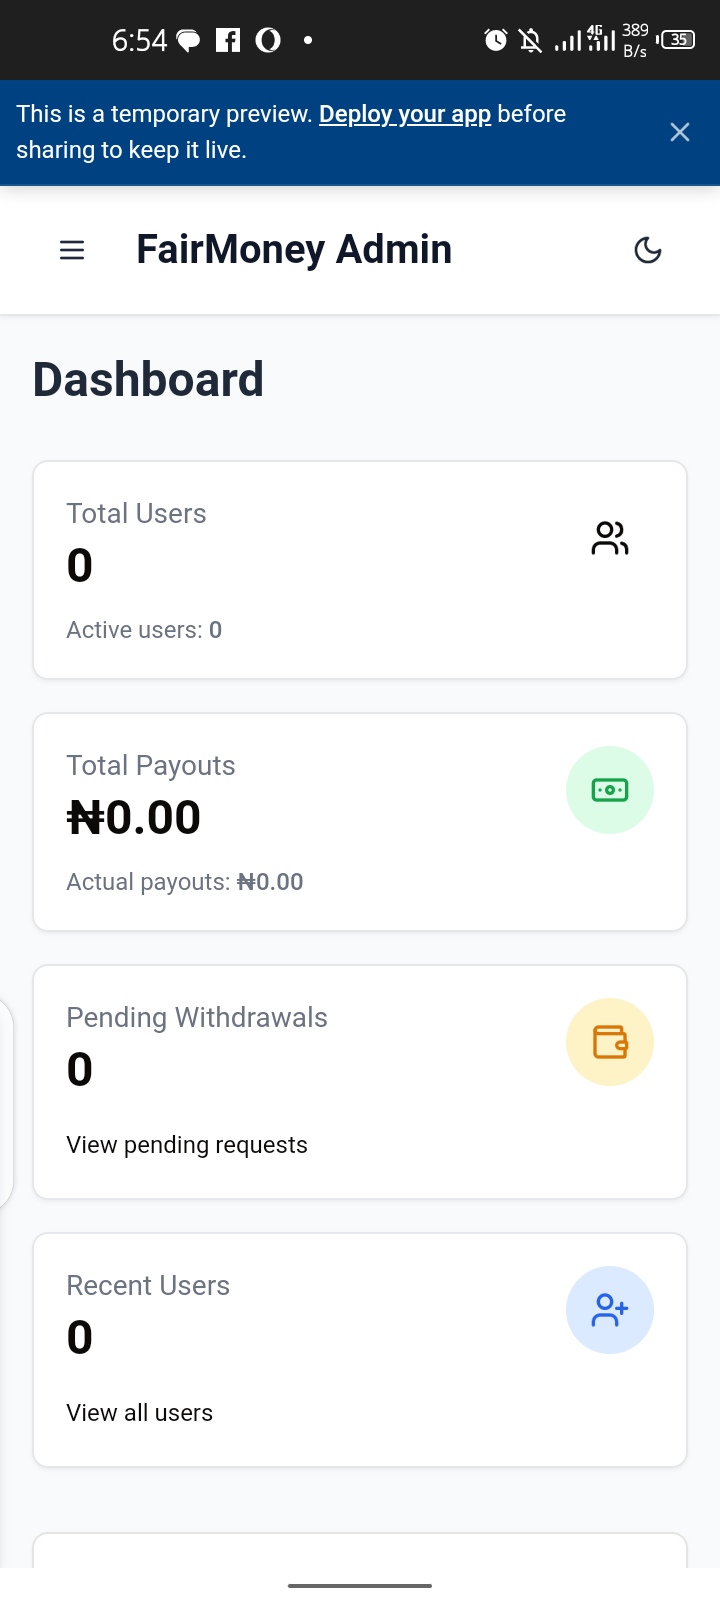 6:54
4G
389
B/s
35
This is a temporary preview. Deploy your app before
sharing to keep it live.
FairMoney Admin
Dashboard
Total Users
0
Active users: 0
Total Payouts
₦0.00
Actual payouts: ₦0.00
Pending Withdrawals
0
View pending requests
Recent Users
0
View all users